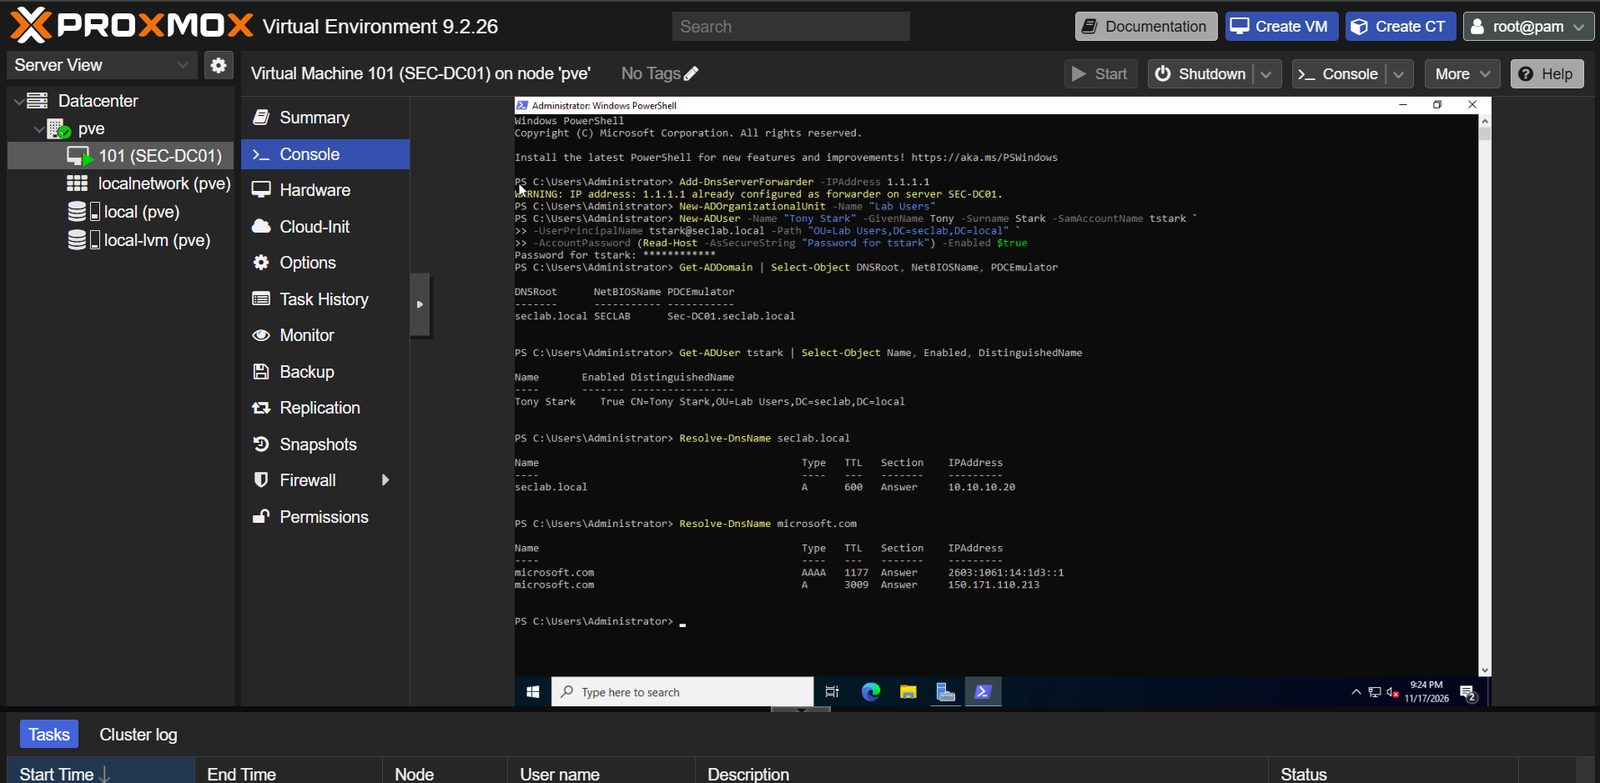 PROXMOX Virtual Environment 9.2.26
Search
Documentation
Create VM
Create CT
root@pam
Server View
Virtual Machine 101 (SEC-DC01) on node 'pve'
No Tags
Start
Shutdown
Console
More
Help
Datacenter
pve
101 (SEC-DC01)
localnetwork (pve)
local (pve)
local-lvm (pve)
Summary
Console
Hardware
Cloud-Init
Options
Task History
Monitor
Backup
Replication
Snapshots
Firewall
Permissions
Administrator: Windows PowerShell
Windows PowerShell
Copyright (C) Microsoft Corporation. All rights reserved.
Install the latest PowerShell for new features and improvements! https://aka.ms/PSWindows
PS C:\Users\Administrator> Add-DnsServerForwarder -IPAddress 1.1.1.1
WARNING: IP address: 1.1.1.1 already configured as forwarder on server SEC-DC01.
PS C:\Users\Administrator> New-ADOrganizationalUnit -Name "Lab Users"
PS C:\Users\Administrator> New-ADUser -Name "Tony Stark" -GivenName Tony -Surname Stark -SamAccountName tstark `
>> -UserPrincipalName tstark@seclab.local -Path "OU=Lab Users,DC=seclab,DC=local" `
>> -AccountPassword (Read-Host -AsSecureString "Password for tstark") -Enabled $true
Password for tstark: ************
PS C:\Users\Administrator> Get-ADDomain | Select-Object DNSRoot, NetBIOSName, PDCEmulator
DNSRoot NetBIOSName PDCEmulator
------- ----------- -----------
seclab.local SECLAB Sec-DC01.seclab.local
PS C:\Users\Administrator> Get-ADUser tstark | Select-Object Name, Enabled, DistinguishedName
Name Enabled DistinguishedName
---- ------- -----------------
Tony Stark True CN=Tony Stark,OU=Lab Users,DC=seclab,DC=local
PS C:\Users\Administrator> Resolve-DnsName seclab.local
Name Type TTL Section IPAddress
---- ---- --- ------- ---------
seclab.local A 600 Answer 10.10.10.20
PS C:\Users\Administrator> Resolve-DnsName microsoft.com
Name Type TTL Section IPAddress
---- ---- --- ------- ---------
microsoft.com AAAA 1177 Answer 2603:1061:14:1d3::1
microsoft.com A 3009 Answer 150.171.110.213
PS C:\Users\Administrator>
Type here to search
9:24 PM
11/17/2026
2
Tasks
Cluster log
Start Time
End Time
Node
User name
Description
Status